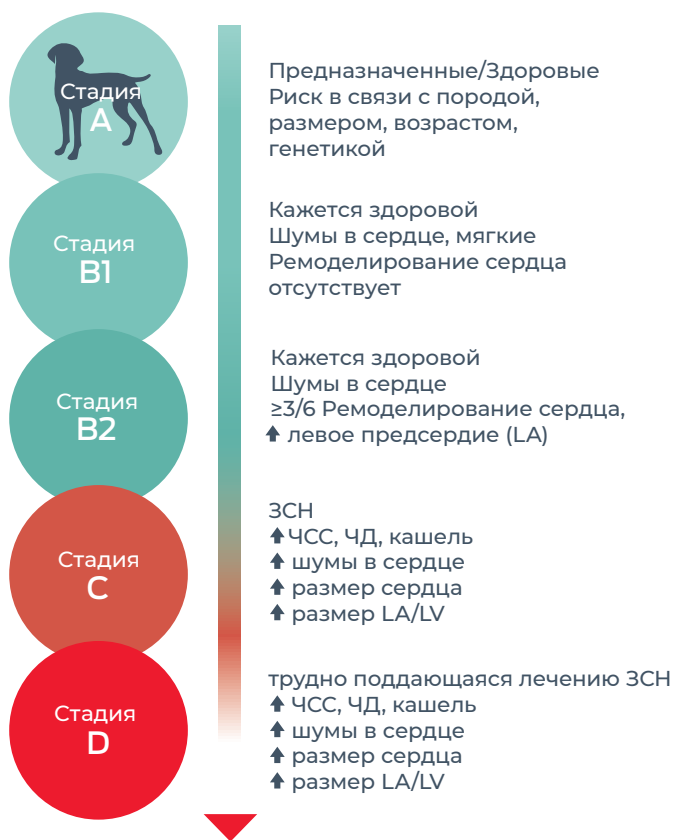 Стадия
A
Предназначенные/Здоровые
Риск в связи с породой,
размером, возрастом,
генетикой
Стадия
B1
Кажется здоровой
Шумы в сердце, мягкие
Ремоделирование сердца
отсутствует
Стадия
B2
Кажется здоровой
Шумы в сердце
≥3/6 Ремоделирование сердца,
↑ левое предсердие (LA)
Стадия
C
ЗСН
↑ ЧСС, ЧД, кашель
↑ шумы в сердце
↑ размер сердца
↑ размер LA/LV
Стадия
D
трудно поддающаяся лечению ЗСН
↑ ЧСС, ЧД, кашель
↑ шумы в сердце
↑ размер сердца
↑ размер LA/LV